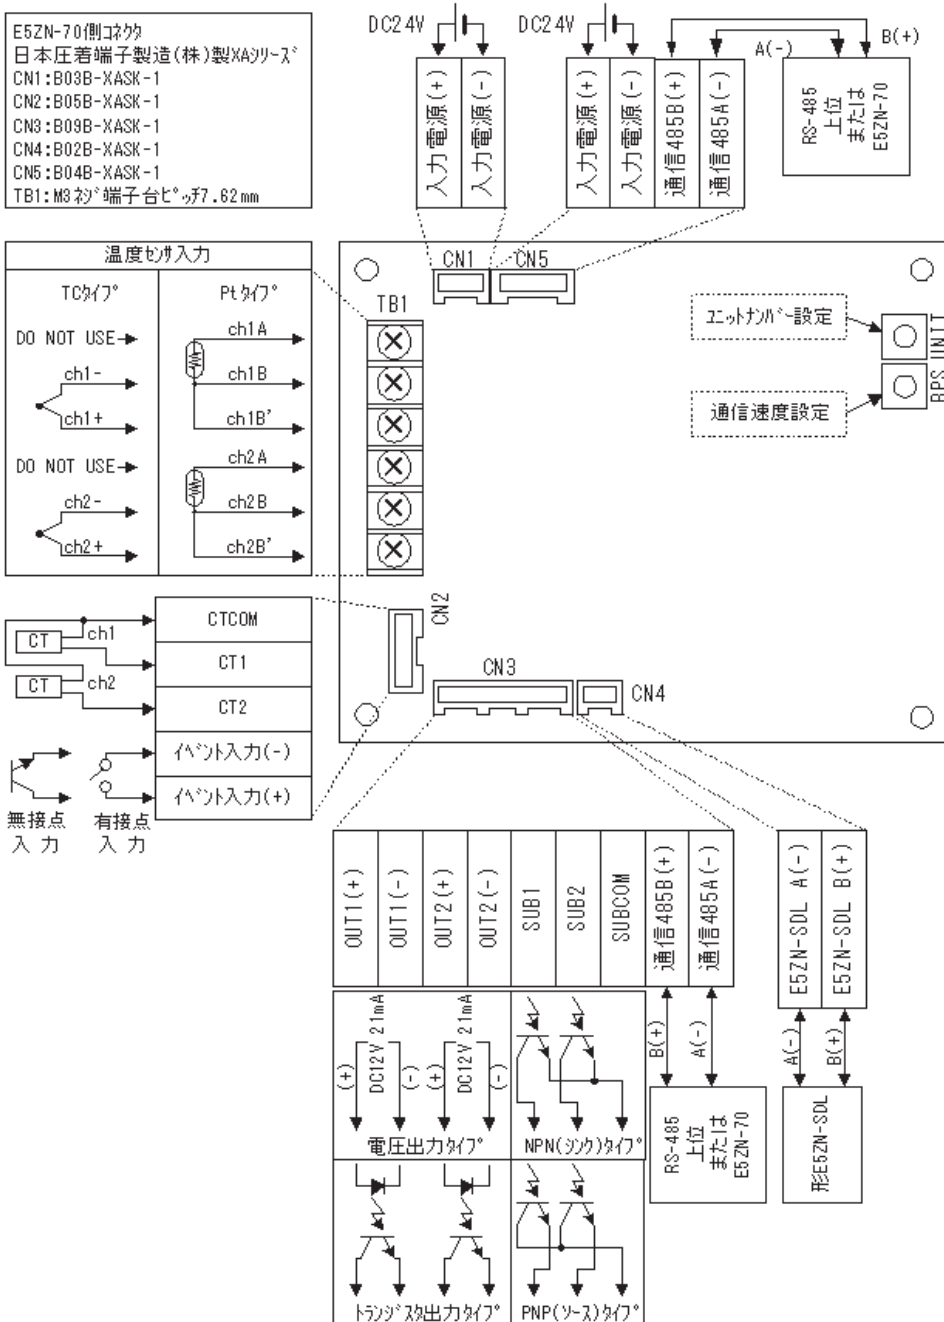 E5ZN-70側ｺﾈｸﾀ
日本圧着端子製造(株)製XAｼﾘｰｽﾞ
CN1:B03B-XASK-1
CN2:B05B-XASK-1
CN3:B09B-XASK-1
CN4:B02B-XASK-1
CN5:B04B-XASK-1
TB1:M3ﾈｼﾞ端子台ﾋﾟｯﾁ7.62mm
DC24V
入力電源(+)
入力電源(-)
DC24V
入力電源(+)
入力電源(-)
通信485B(+)
通信485A(-)
A(-)
B(+)
RS-485
上位
または
E5ZN-70
温度ｾﾝｻ入力
TCﾀｲﾌﾟ
Ptﾀｲﾌﾟ
DO NOT USE
ch1-
ch1+
DO NOT USE
ch2-
ch2+
ch1A
ch1B
ch1B'
ch2A
ch2B
ch2B'
CN1
CN5
TB1
ﾕﾆｯﾄﾅﾝﾊﾞｰ設定
通信速度設定
UNIT
BPS
CN2
CN3
CN4
CT
ch1
CT
ch2
CTCOM
CT1
CT2
ｲﾍﾞﾝﾄ入力(-)
ｲﾍﾞﾝﾄ入力(+)
無接点
入 力
有接点
入 力
OUT1(+)
OUT1(-)
OUT2(+)
OUT2(-)
SUB1
SUB2
SUBCOM
通信485B(+)
通信485A(-)
E5ZN-SDL A(-)
E5ZN-SDL B(+)
(+)
DC12V 21mA
(-)
(+)
DC12V 21mA
(-)
電圧出力ﾀｲﾌﾟ
NPN(ｼﾝｸ)ﾀｲﾌﾟ
ﾄﾗﾝｼﾞｽﾀ出力ﾀｲﾌﾟ
PNP(ｿｰｽ)ﾀｲﾌﾟ
B(+)
A(-)
RS-485
上位
または
E5ZN-70
A(-)
B(+)
形E5ZN-SDL